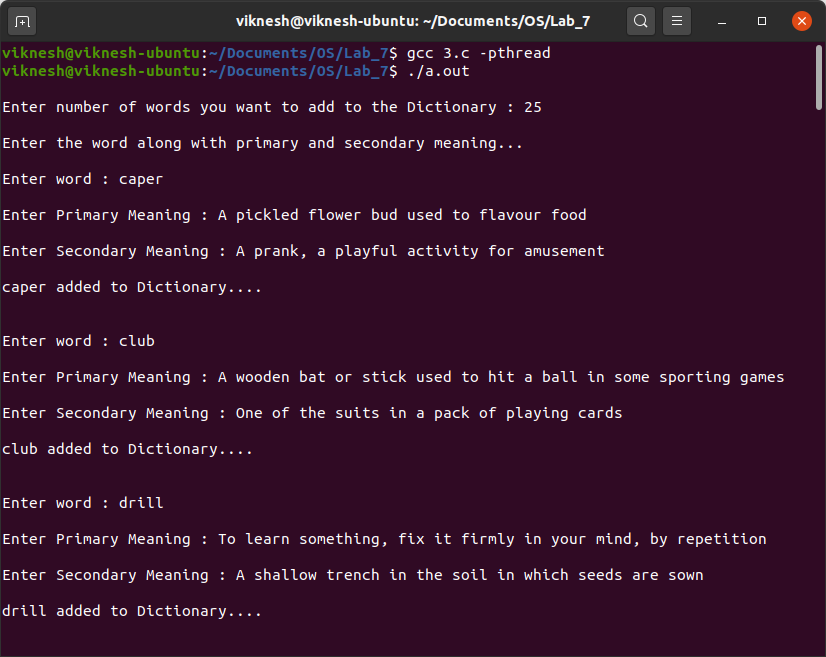 viknesh@viknesh-ubuntu: ~/Documents/OS/Lab_7
viknesh@viknesh-ubuntu:~/Documents/OS/Lab_7$ gcc 3.c -pthread
viknesh@viknesh-ubuntu:~/Documents/OS/Lab_7$ ./a.out
Enter number of words you want to add to the Dictionary : 25
Enter the word along with primary and secondary meaning...
Enter word : caper
Enter Primary Meaning : A pickled flower bud used to flavour food
Enter Secondary Meaning : A prank, a playful activity for amusement
caper added to Dictionary....
Enter word : club
Enter Primary Meaning : A wooden bat or stick used to hit a ball in some sporting games
Enter Secondary Meaning : One of the suits in a pack of playing cards
club added to Dictionary....
Enter word : drill
Enter Primary Meaning : To learn something, fix it firmly in your mind, by repetition
Enter Secondary Meaning : A shallow trench in the soil in which seeds are sown
drill added to Dictionary....